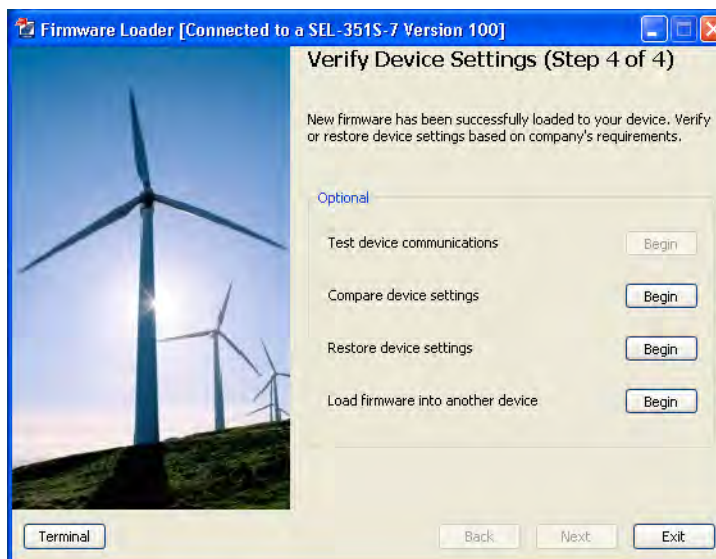 Firmware Loader [Connected to a SEL-351S-7 Version 100]
Verify Device Settings (Step 4 of 4)
New firmware has been successfully loaded to your device. Verify
or restore device settings based on company's requirements.
Optional
Test device communications
Begin
Compare device settings
Begin
Restore device settings
Begin
Load firmware into another device
Begin
Terminal
Back
Next
Exit